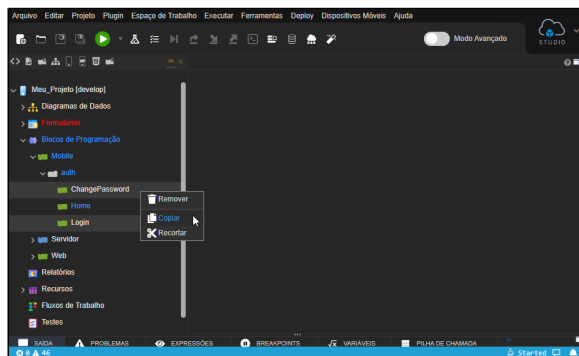 Arquivo Editar Projeto Plugin Espaço de Trabalho Executar Ferramentas Deploy Dispositivos Móveis Ajuda
Modo Avançado
STUDIO
Meu_Projeto [develop]
Diagramas de Dados
Formulários
Blocos de Programação
Mobile
auth
ChangePassword
Home
Login
Servidor
Web
Relatórios
Recursos
Fluxos de Trabalho
Testes
Remover
Copiar
Recortar
SAÍDA PROBLEMAS EXPRESSÕES BREAKPOINTS VARIÁVEIS PILHA DE CHAMADA
0 46 Started